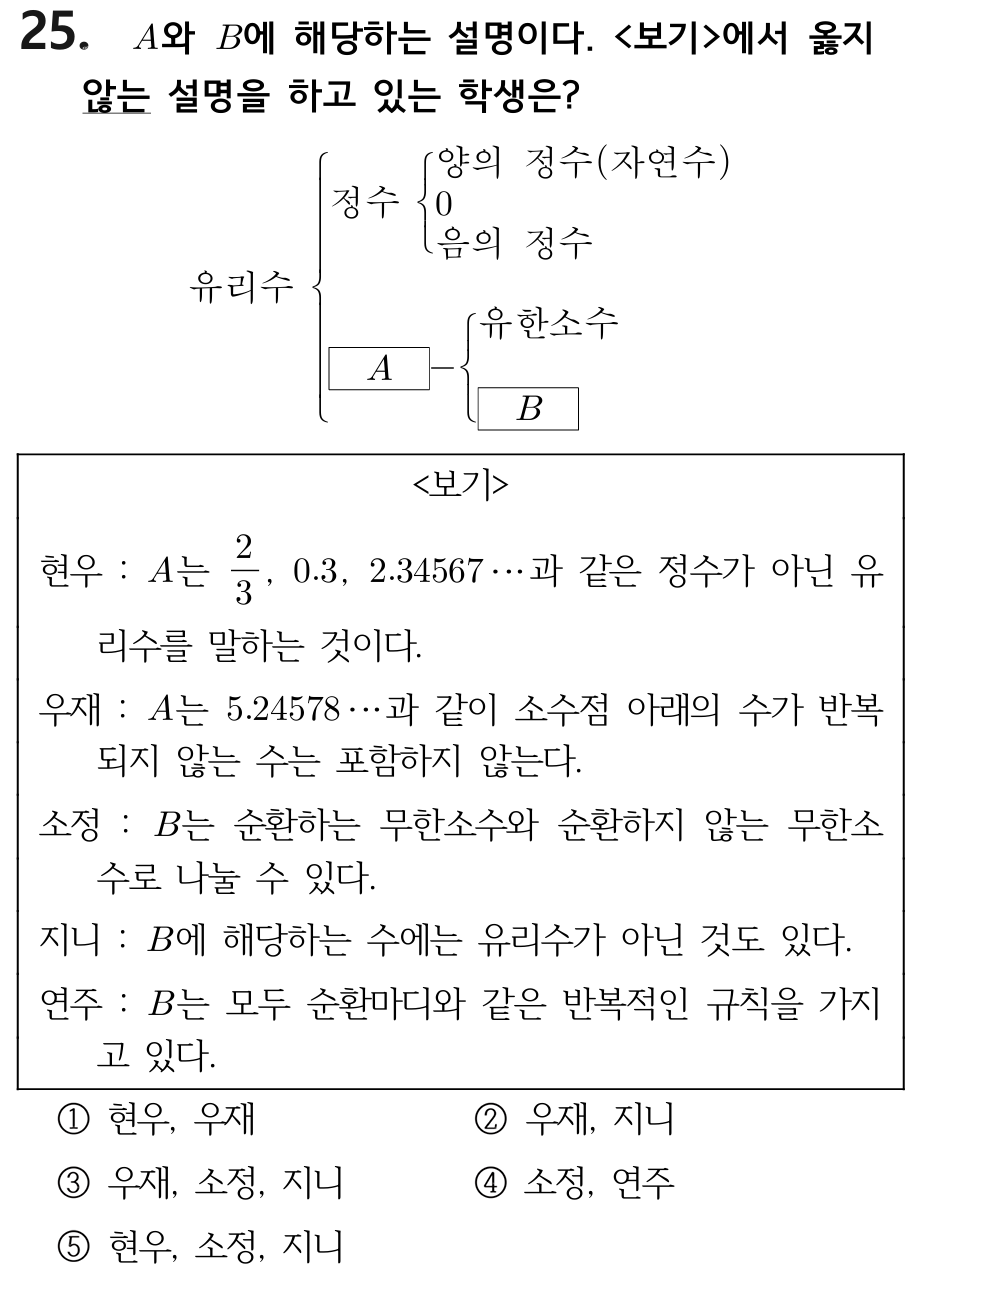 25. A와 B에 해당하는 설명이다. <보기>에서 옳지
않는 설명을 하고 있는 학생은?
양의 정수(자연수)
정수
0
음의 정수
유리수
유한소수
A
B
<보기>
현우 : A는 2/3, 0.3, 2.34567⋯과 같은 정수가 아닌 유
리수를 말하는 것이다.
우재 : A는 5.24578⋯과 같이 소수점 아래의 수가 반복
되지 않는 수는 포함하지 않는다.
소정 : B는 순환하는 무한소수와 순환하지 않는 무한소
수로 나눌 수 있다.
지니 : B에 해당하는 수에는 유리수가 아닌 것도 있다.
연주 : B는 모두 순환마디와 같은 반복적인 규칙을 가지
고 있다.
① 현우, 우재 ② 우재, 지니
③ 우재, 소정, 지니 ④ 소정, 연주
⑤ 현우, 소정, 지니